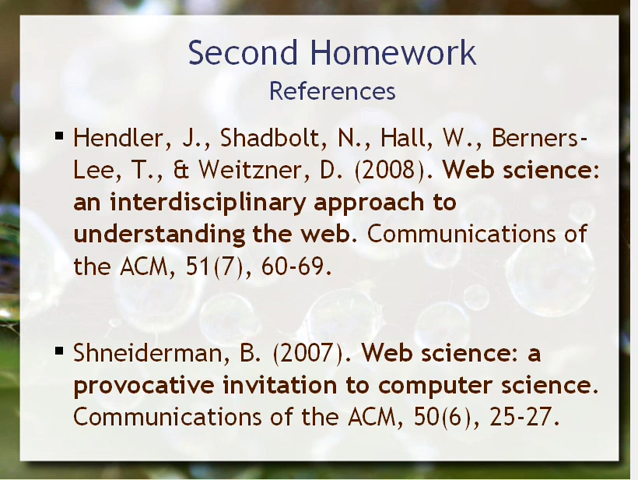 Second Homework
References
▪ Hendler, J., Shadbolt, N., Hall, W., Berners-
Lee, T., & Weitzner, D. (2008). Web science:
an interdisciplinary approach to
understanding the web. Communications of
the ACM, 51(7), 60-69.
▪ Shneiderman, B. (2007). Web science: a
provocative invitation to computer science.
Communications of the ACM, 50(6), 25-27.